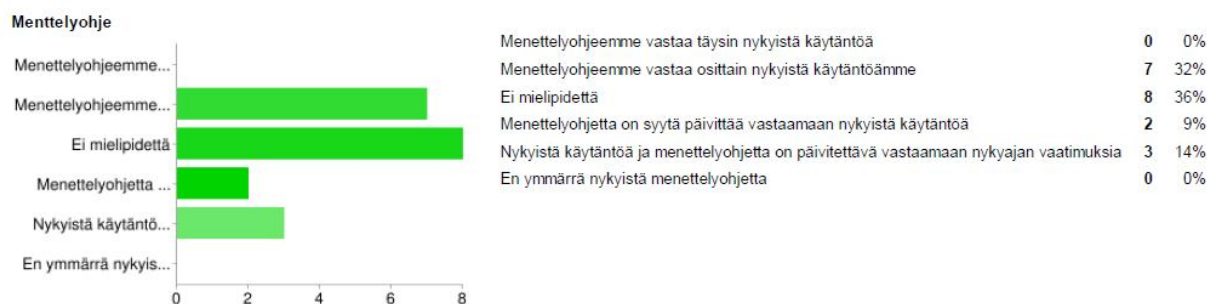 Menttelyohje
Menettelyohjeemme...
Menettelyohjeemme...
Ei mielipidettä
Menettelyohjetta ...
Nykyistä käytäntö...
En ymmärrä nykyis...
0 2 4 6 8
Menettelyohjeemme vastaa täysin nykyistä käytäntöä 0 0%
Menettelyohjeemme vastaa osittain nykyistä käytäntöämme 7 32%
Ei mielipidettä 8 36%
Menettelyohjetta on syytä päivittää vastaamaan nykyistä käytäntöä 2 9%
Nykyistä käytäntöä ja menettelyohjetta on päivitettävä vastaamaan nykyajan vaatimuksia 3 14%
En ymmärrä nykyistä menettelyohjetta 0 0%